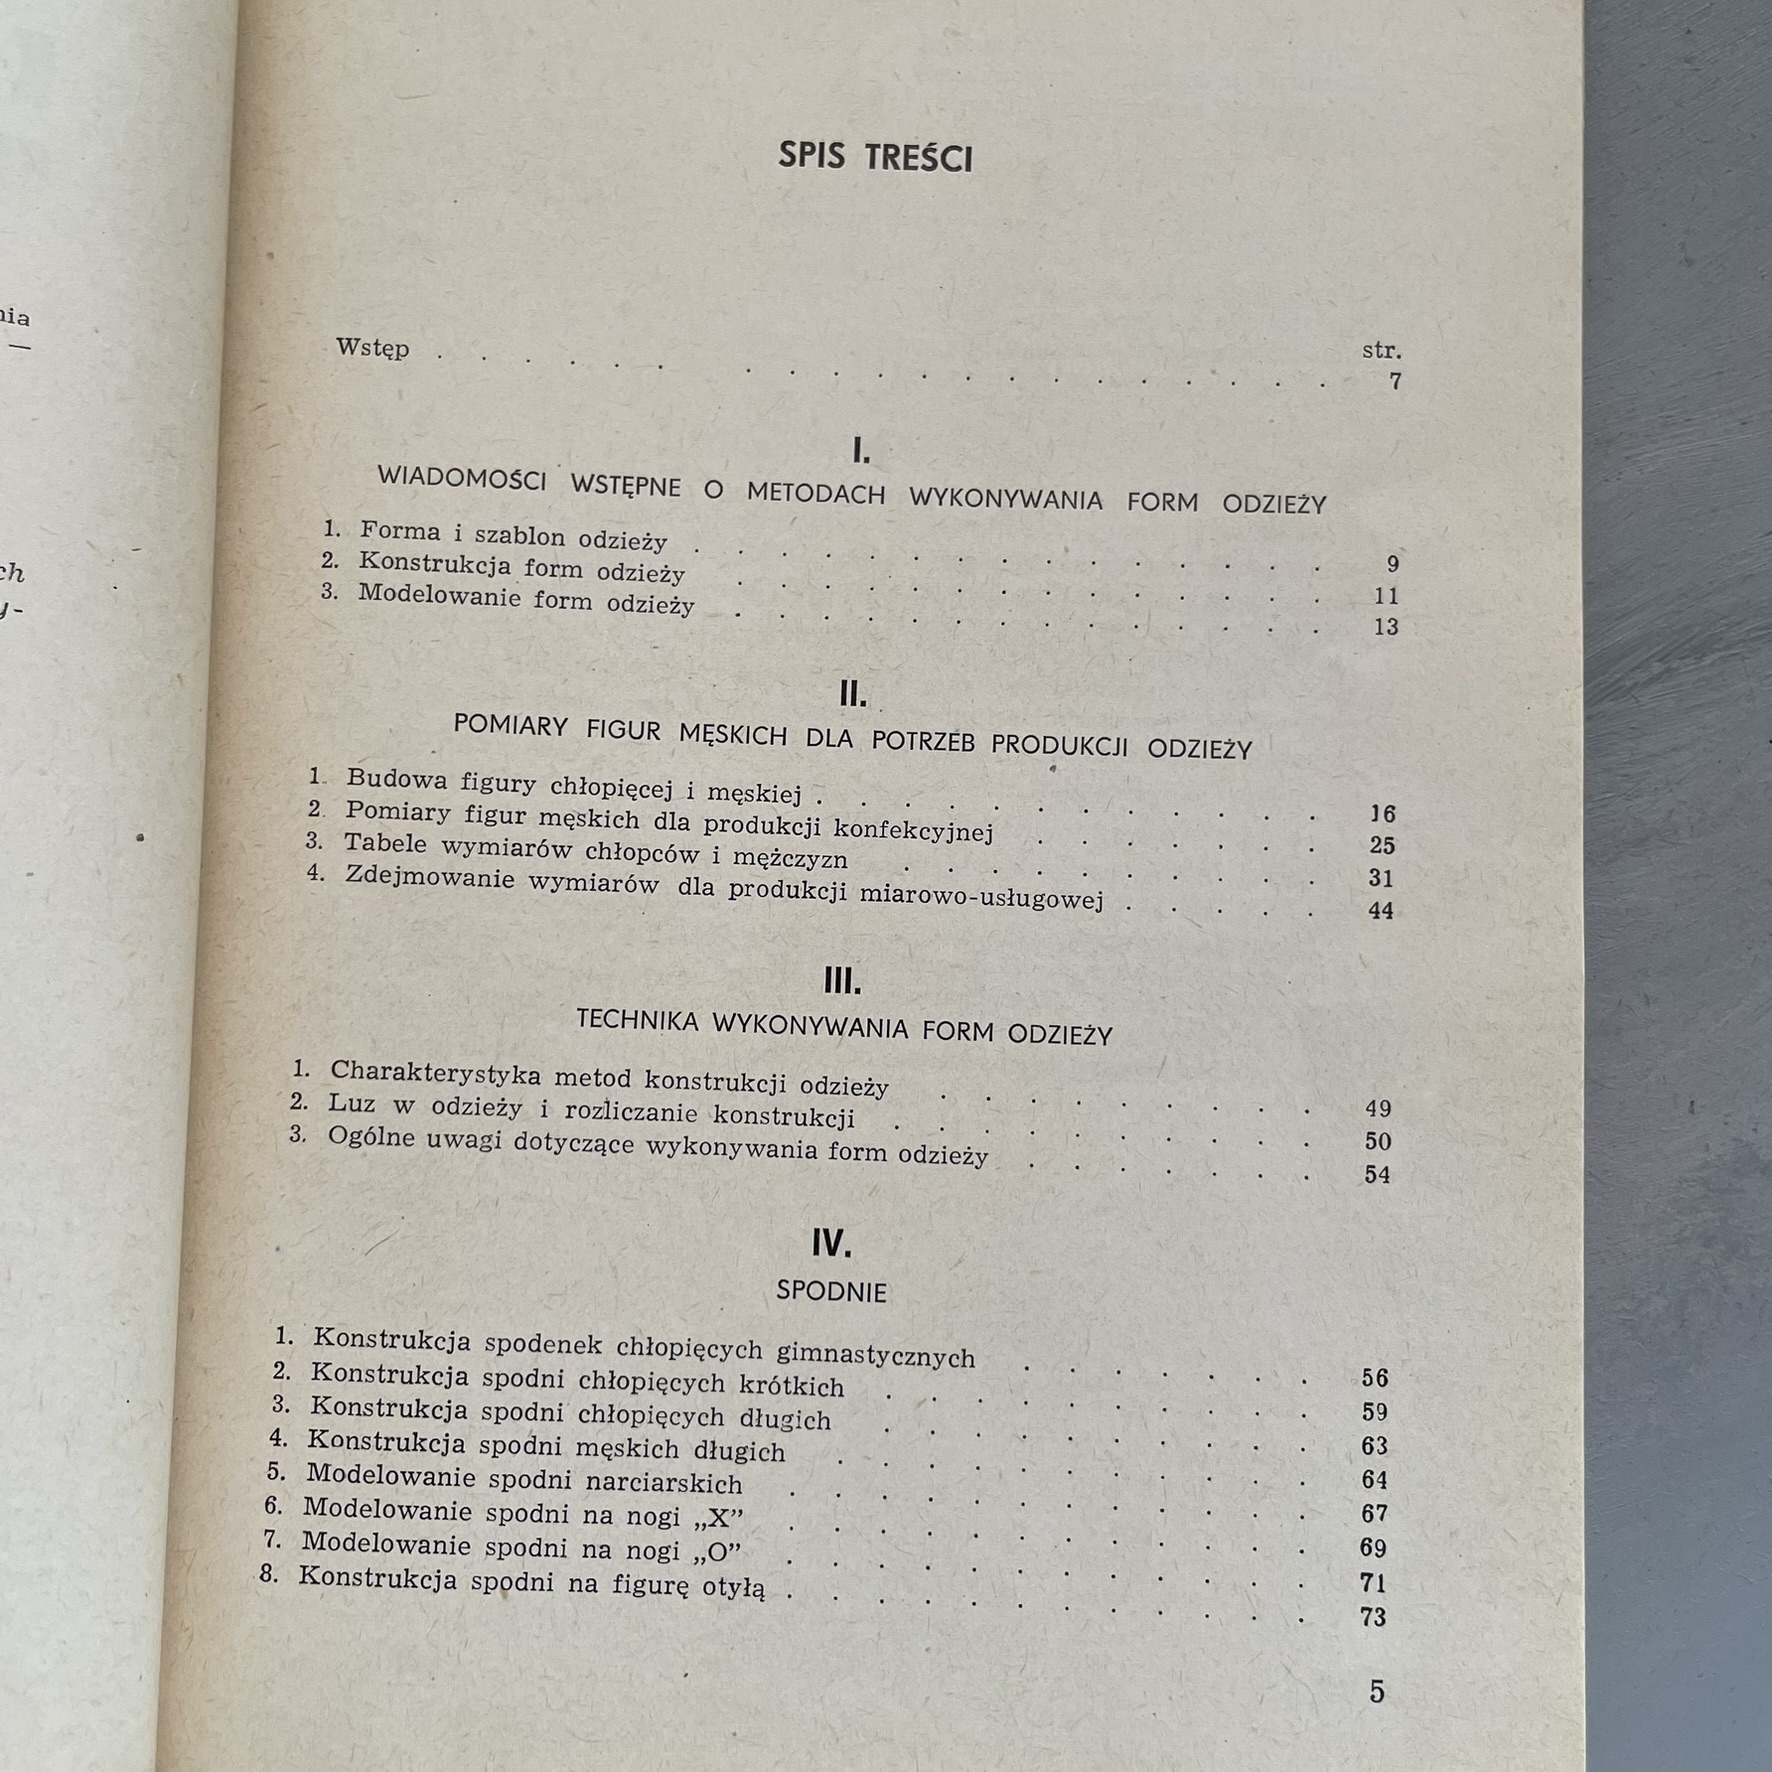 nia
—
ch
y-
SPIS TREŚCI
str.
Wstęp . . . . . . . . . . . . . . . . . . . . 7
I.
WIADOMOŚCI WSTĘPNE O METODACH WYKONYWANIA FORM ODZIEŻY
1. Forma i szablon odzieży . . . . . . . . . . . . . . . 9
2. Konstrukcja form odzieży . . . . . . . . . . . . . . 11
3. Modelowanie form odzieży . . . . . . . . . . . . . . 13
II.
POMIARY FIGUR MĘSKICH DLA POTRZEB PRODUKCJI ODZIEŻY
1. Budowa figury chłopięcej i męskiej . . . . . . . . . . . . 16
2. Pomiary figur męskich dla produkcji konfekcyjnej . . . . . . . 25
3. Tabele wymiarów chłopców i mężczyzn . . . . . . . . . . 31
4. Zdejmowanie wymiarów dla produkcji miarowo-usługowej . . . . . 44
III.
TECHNIKA WYKONYWANIA FORM ODZIEŻY
1. Charakterystyka metod konstrukcji odzieży . . . . . . . . . 49
2. Luz w odzieży i rozliczanie konstrukcji . . . . . . . . . . 50
3. Ogólne uwagi dotyczące wykonywania form odzieży . . . . . . . 54
IV.
SPODNIE
1. Konstrukcja spodenek chłopięcych gimnastycznych . . . . . . . 56
2. Konstrukcja spodni chłopięcych krótkich . . . . . . . . . . 59
3. Konstrukcja spodni chłopięcych długich . . . . . . . . . . 63
4. Konstrukcja spodni męskich długich . . . . . . . . . . . 64
5. Modelowanie spodni narciarskich . . . . . . . . . . . . 67
6. Modelowanie spodni na nogi „X” . . . . . . . . . . . . 69
7. Modelowanie spodni na nogi „O” . . . . . . . . . . . . 71
8. Konstrukcja spodni na figurę otyłą . . . . . . . . . . . . 73
5